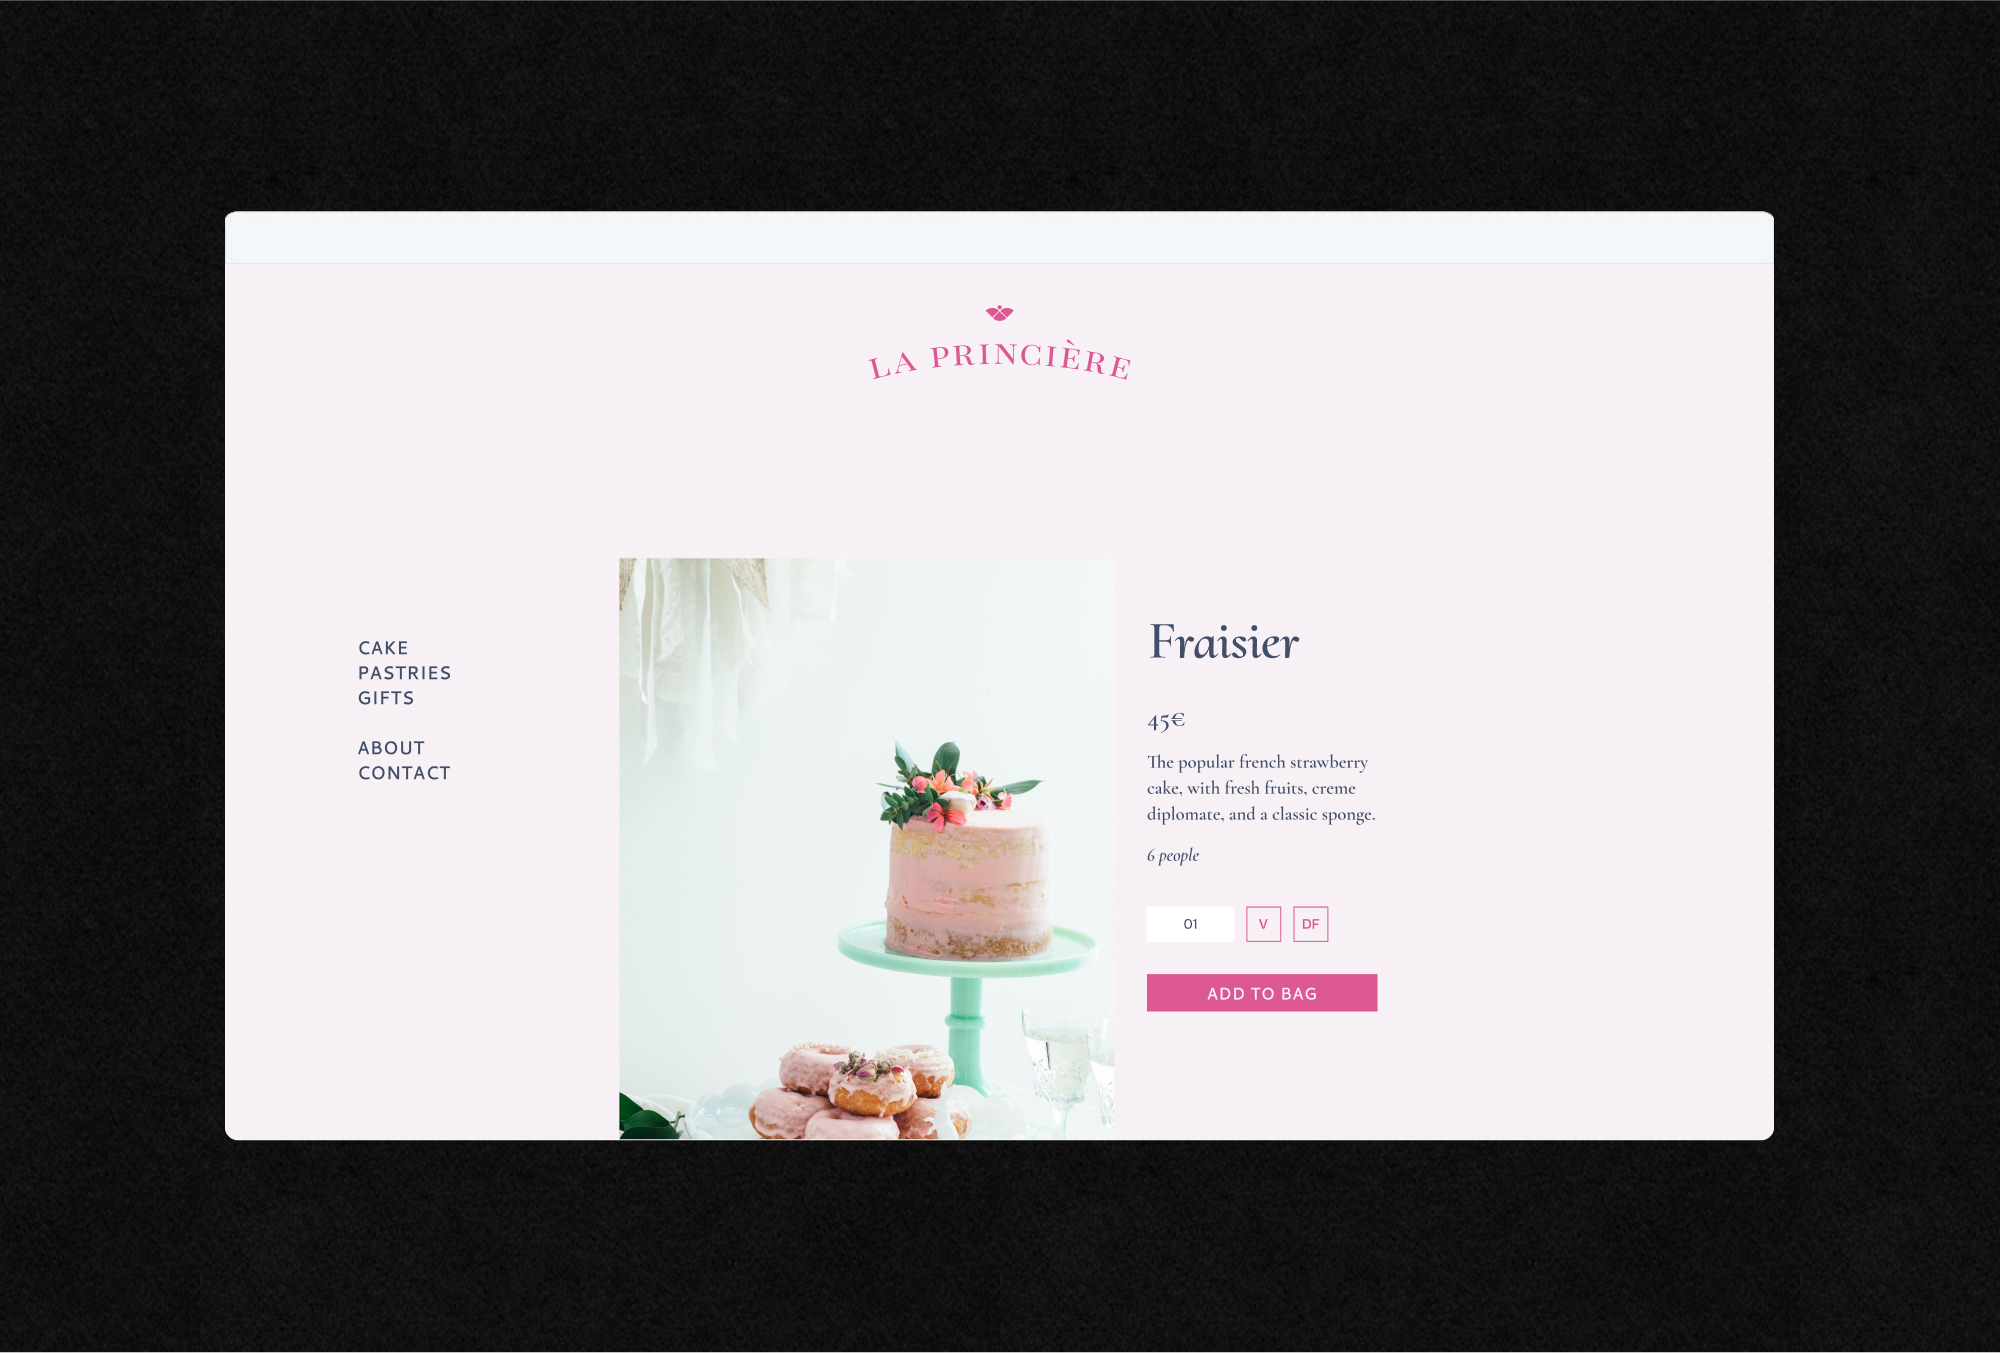 LA PRINCIÈRE
CAKE
PASTRIES
GIFTS
ABOUT
CONTACT
Fraisier
45€
The popular french strawberry
cake, with fresh fruits, creme
diplomate, and a classic sponge.
6 people
01 V DF
ADD TO BAG